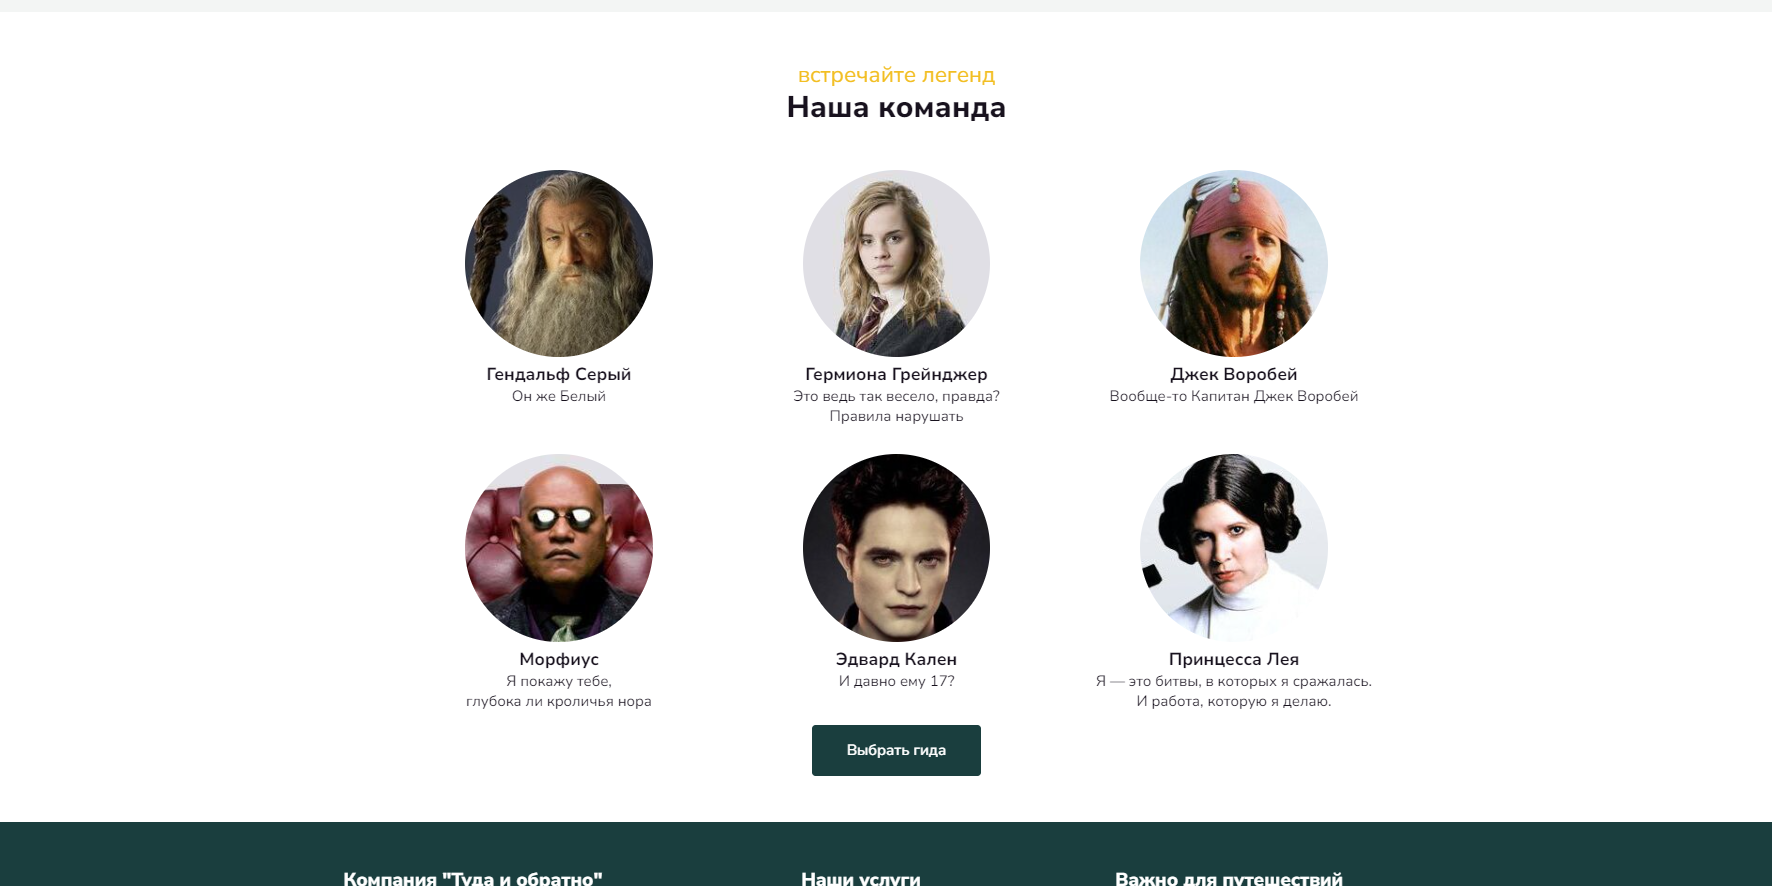 встречайте легенд
Наша команда
Гендальф Серый
Он же Белый
Гермиона Грейнджер
Это ведь так весело, правда?
Правила нарушать
Джек Воробей
Вообще-то Капитан Джек Воробей
Морфиус
Я покажу тебе,
глубока ли кроличья нора
Эдвард Кален
И давно ему 17?
Принцесса Лея
Я — это битвы, в которых я сражалась.
И работа, которую я делаю.
Выбрать гида
Компания "Туда и обратно"
Наши услуги
Важно для путешествий